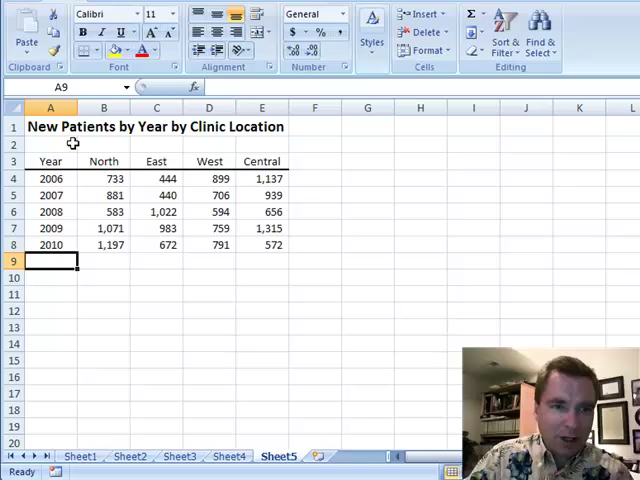 Calibri 11
General
Insert
Σ
Paste
B I U
A
$ % ,
Styles
Delete
Format
Sort &
Filter
Find &
Select
Clipboard
Font
Alignment
Number
Cells
Editing
A9
fx
A B C D E F G H I J K L
1 New Patients by Year by Clinic Location
2
3 Year North East West Central
4 2006 733 444 899 1,137
5 2007 881 440 706 939
6 2008 583 1,022 594 656
7 2009 1,071 983 759 1,315
8 2010 1,197 672 791 572
9
10
11
12
13
14
15
16
17
18
19
20
Sheet1 Sheet2 Sheet3 Sheet4 Sheet5
Ready